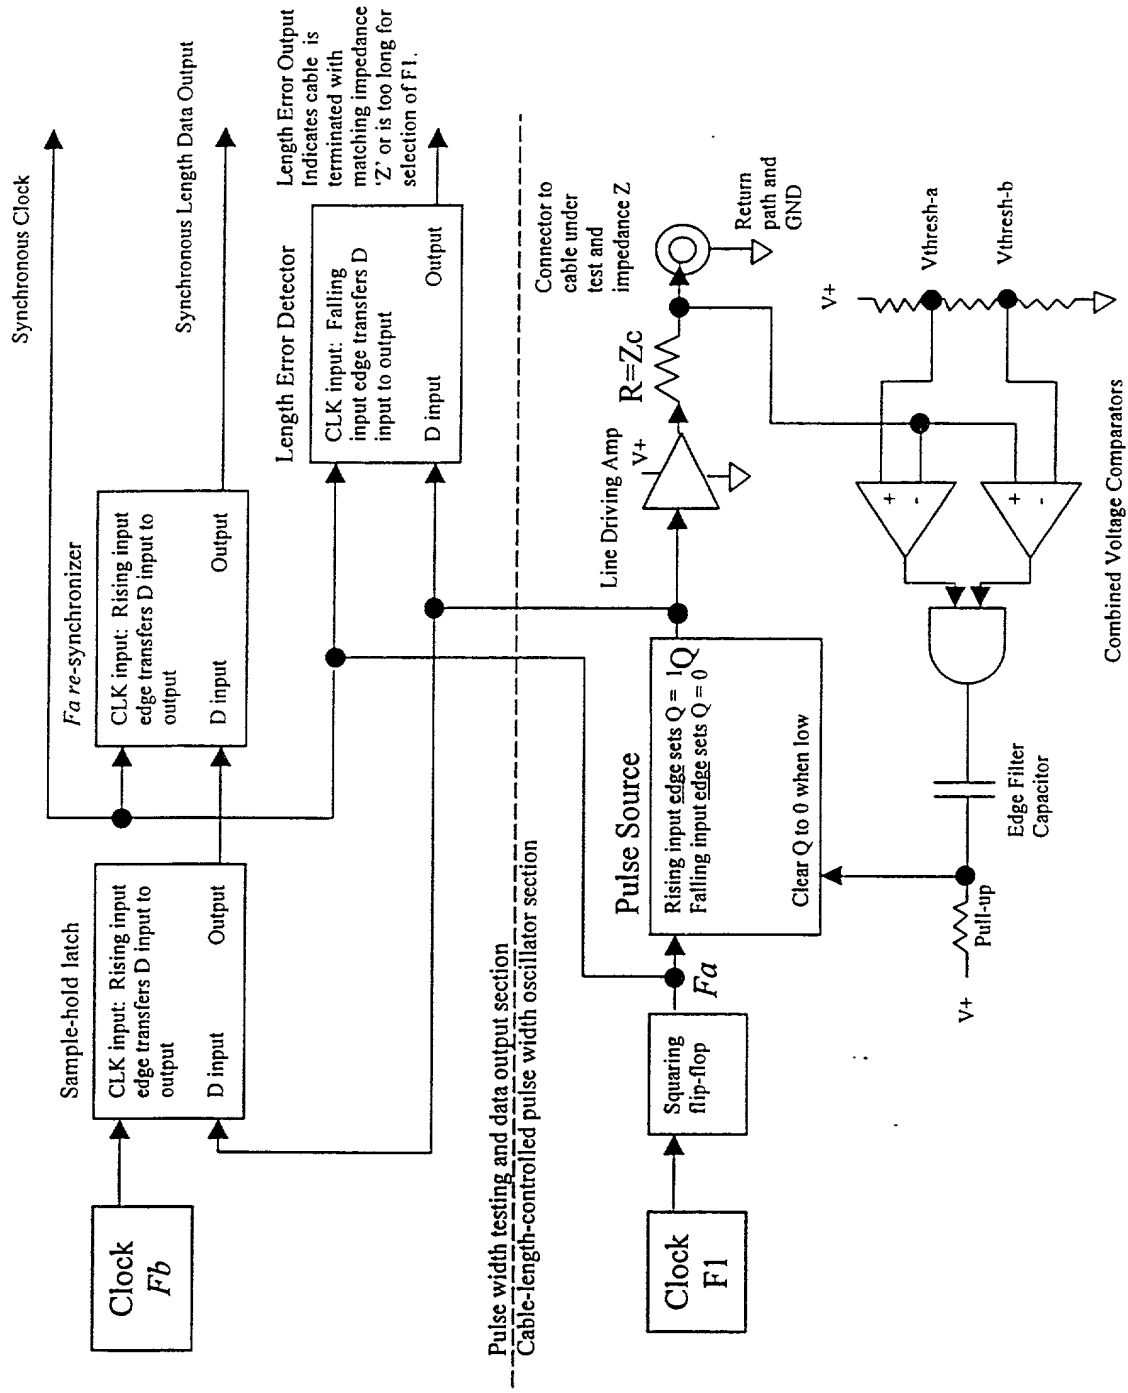 Synchronous Clock
Synchronous Length Data Output
Length Error Output
Indicates cable is
terminated with
matching impedance
'Z' or is too long for
selection of F1.
Fa re-synchronizer
CLK input: Rising input
edge transfers D input to
output
D input Output
Length Error Detector
CLK input: Falling
input edge transfers D
input to output
D input Output
Sample-hold latch
CLK input: Rising input
edge transfers D input to
output
D input Output
Clock
Fb
Pulse width testing and data output section
Cable-length-controlled pulse width oscillator section
Clock
F1
Squaring
flip-flop
Fa
Pulse Source
Rising input edge sets Q = 1
Falling input edge sets Q = 0
Q
Clear Q to 0 when low
Line Driving Amp
V+
R=Zc
Connector to
cable under
test and
impedance Z
Return
path and
GND
V+
Vthresh-a
Vthresh-b
+
-
+
-
Combined Voltage Comparators
Edge Filter
Capacitor
Pull-up
V+